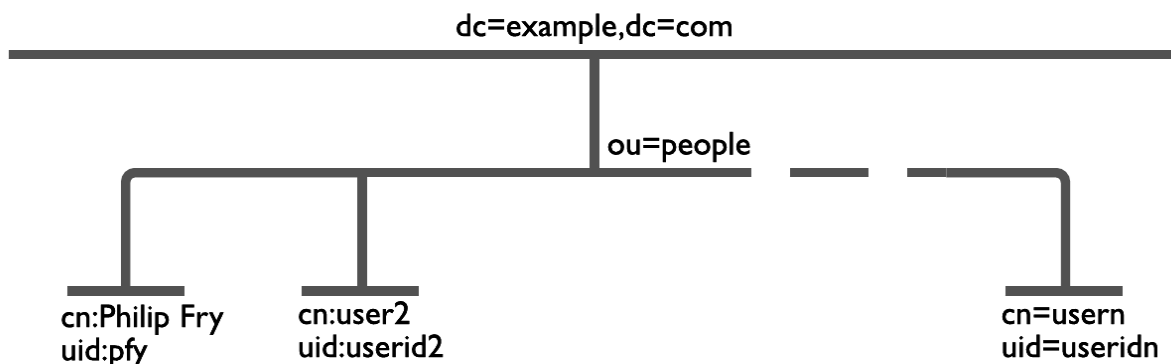 dc=example,dc=com
ou=people
cn:Philip Fry
uid:pfy
cn:user2
uid:userid2
cn=usern
uid=useridn